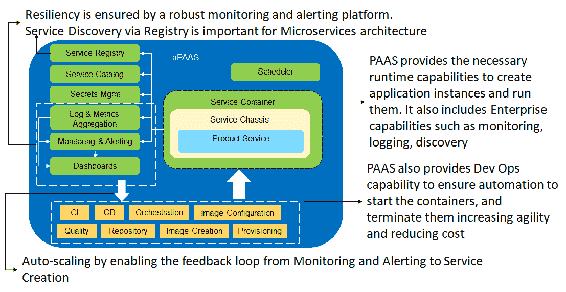 Resiliency is ensured by a robust monitoring and alerting platform.
Service Discovery via Registry is important for Microservices architecture
aPAAS
Service Registry
Service Catalog
Secrets Mgmt
Log & Metrics
Aggregation
Monitoring & Alerting
Dashboards
Scheduler
Service Container
Service Chassis
Product Service
CI
CD
Orchestration
Image Configuration
Quality
Repository
Image Creation
Provisioning
PAAS provides the necessary
runtime capabilities to create
application instances and run
them. It also includes Enterprise
capabilities such as monitoring,
logging, discovery
PAAS also provides Dev Ops
capability to ensure automation to
start the containers, and
terminate them increasing agility
and reducing cost
Auto-scaling by enabling the feedback loop from Monitoring and Alerting to Service
Creation